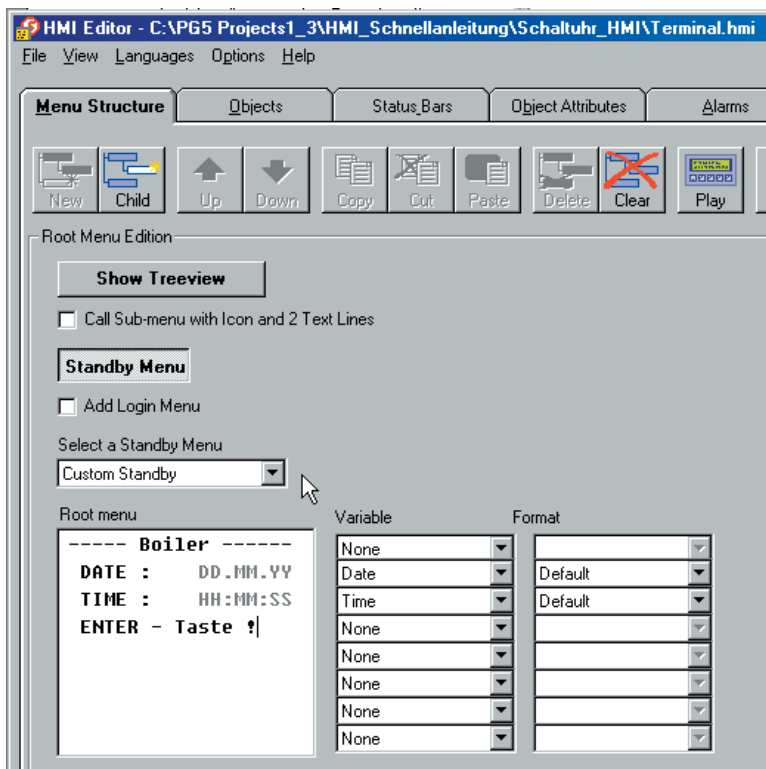 HMI Editor - C:\PG5 Projects1_3\HMI_Schnellanleitung\Schaltuhr_HMI\Terminal.hmi
File View Languages Options Help
Menu Structure Objects Status_Bars Object Attributes Alarms
New Child Up Down Copy Cut Paste Delete Clear Play
Root Menu Edition
Show Treeview
Call Sub-menu with Icon and 2 Text Lines
Standby Menu
Add Login Menu
Select a Standby Menu
Custom Standby
Root menu Variable Format
----- Boiler ------ None
DATE : DD.MM.YY Date Default
TIME : HH:MM:SS Time Default
ENTER - Taste ! None
None
None
None
None